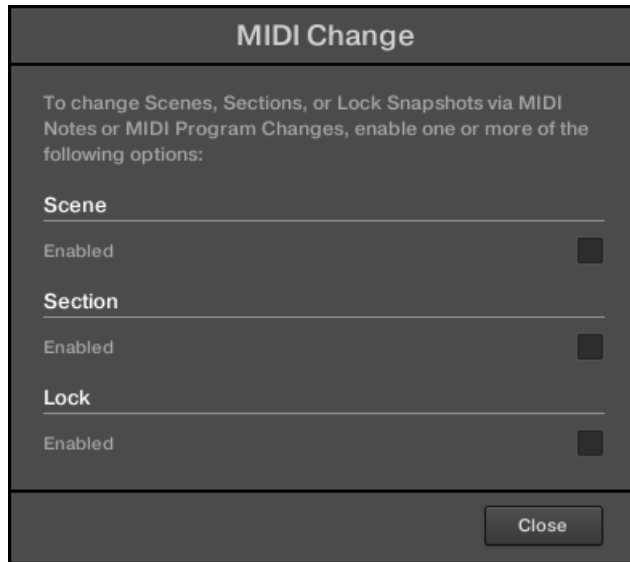 MIDI Change
To change Scenes, Sections, or Lock Snapshots via MIDI
Notes or MIDI Program Changes, enable one or more of the
following options:
Scene
Enabled
Section
Enabled
Lock
Enabled
Close